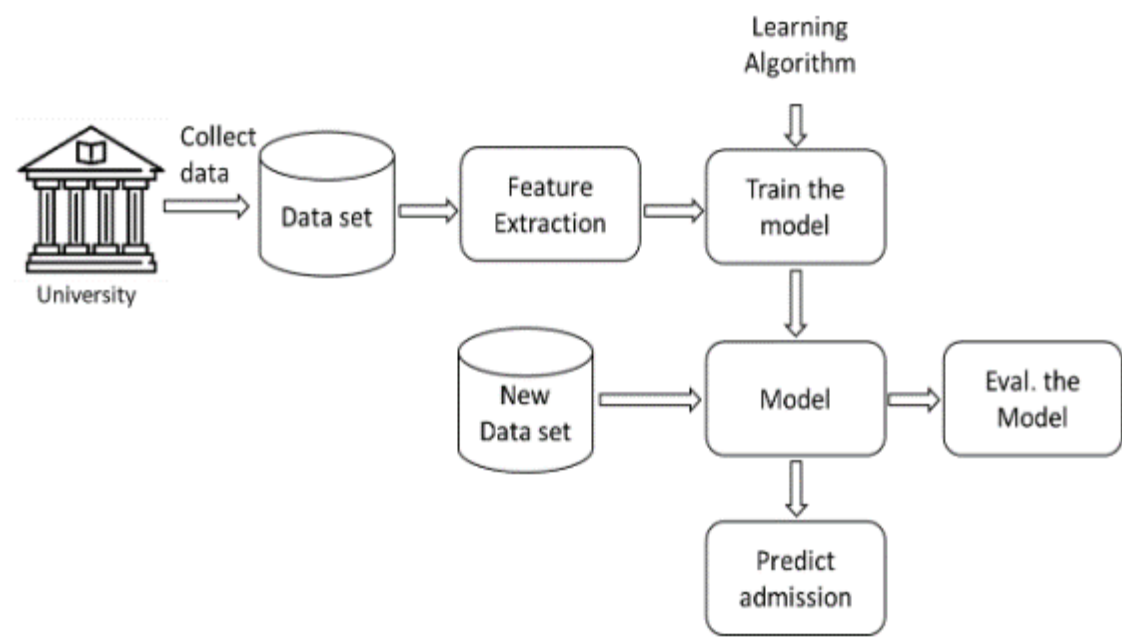 Learning
Algorithm
Collect
data
Data set
Feature
Extraction
Train the
model
University
New
Data set
Model
Eval. the
Model
Predict
admission